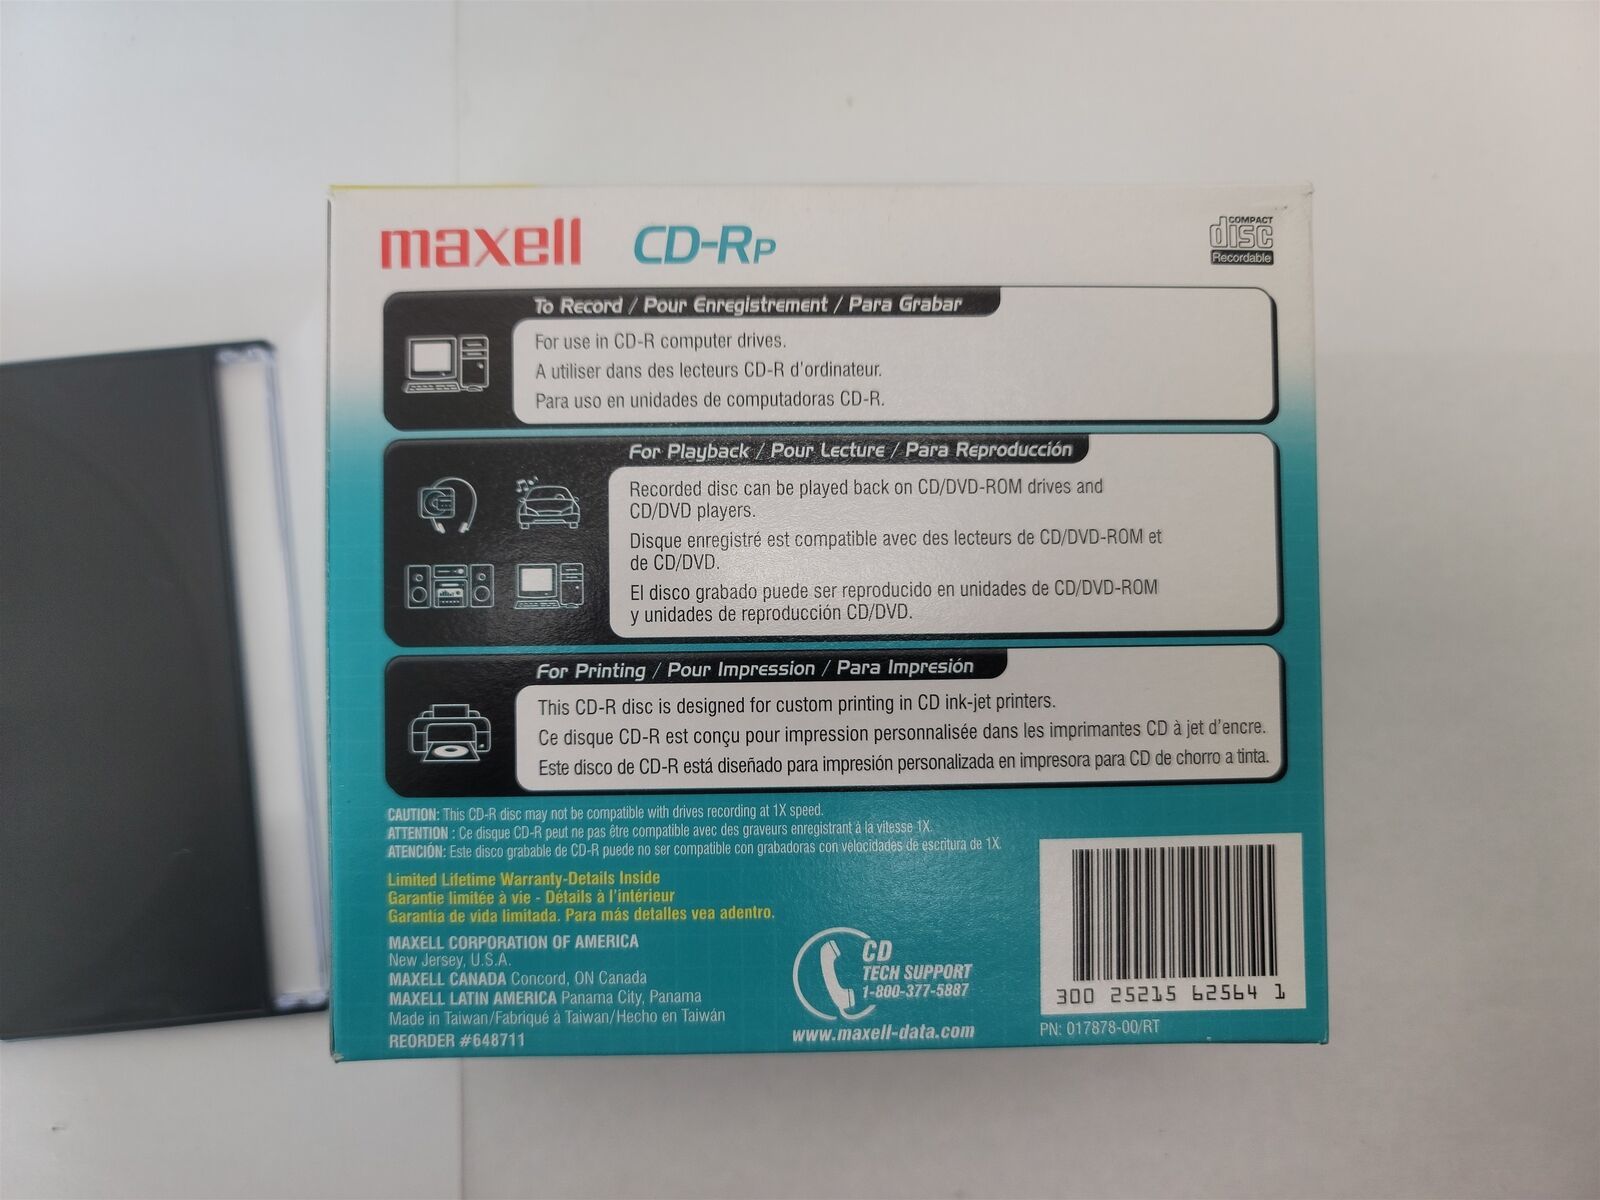 maxell CD-RP
COMPACT
disc
Recordable
To Record / Pour Enregistrement / Para Grabar
For use in CD-R computer drives.
A utiliser dans des lecteurs CD-R d'ordinateur.
Para uso en unidades de computadoras CD-R.
For Playback / Pour Lecture / Para Reproducción
Recorded disc can be played back on CD/DVD-ROM drives and
CD/DVD players.
Disque enregistré est compatible avec des lecteurs de CD/DVD-ROM et
de CD/DVD.
El disco grabado puede ser reproducido en unidades de CD/DVD-ROM
y unidades de reproducción CD/DVD.
For Printing / Pour Impression / Para Impresión
This CD-R disc is designed for custom printing in CD ink-jet printers.
Ce disque CD-R est conçu pour impression personnalisée dans les imprimantes CD à jet d'encre.
Este disco de CD-R está diseñado para impresión personalizada en impresora para CD de chorro a tinta.
CAUTION: This CD-R disc may not be compatible with drives recording at 1X speed.
ATTENTION : Ce disque CD-R peut ne pas être compatible avec des graveurs enregistrant à la vitesse 1X.
ATENCIÓN: Este disco grabable de CD-R puede no ser compatible con grabadoras con velocidades de escritura de 1X.
Limited Lifetime Warranty-Details Inside
Garantie limitée à vie - Détails à l'intérieur
Garantia de vida limitada. Para más detalles vea adentro.
MAXELL CORPORATION OF AMERICA
New Jersey, U.S.A.
MAXELL CANADA Concord, ON Canada
MAXELL LATIN AMERICA Panama City, Panama
Made in Taiwan/Fabriqué à Taiwan/Hecho en Taiwán
REORDER #648711
CD
TECH SUPPORT
1-800-377-5887
www.maxell-data.com
300 25215 62564 1
PN: 017878-00/RT